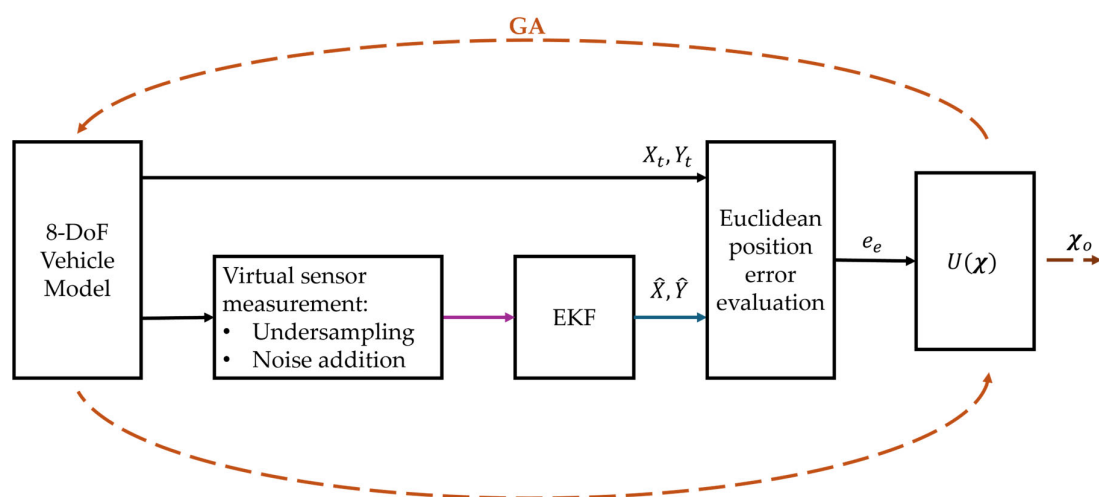 GA
X_t, Y_t
8-DoF
Vehicle
Model
Virtual sensor
measurement:
• Undersampling
• Noise addition
EKF
X̂, Ŷ
Euclidean
position
error
evaluation
e_e
U(χ)
χ_o